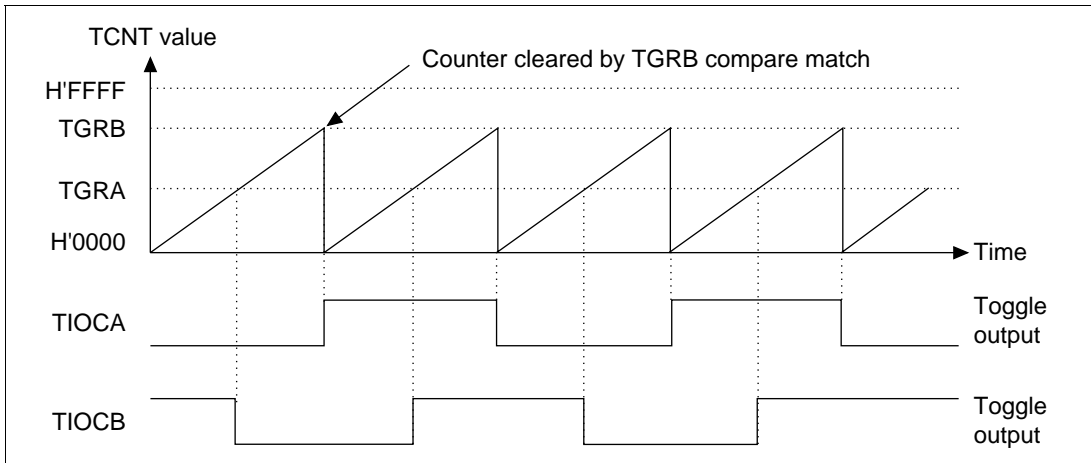 TCNT value
Counter cleared by TGRB compare match
H'FFFF
TGRB
TGRA
H'0000
Time
TIOCA
Toggle
output
TIOCB
Toggle
output